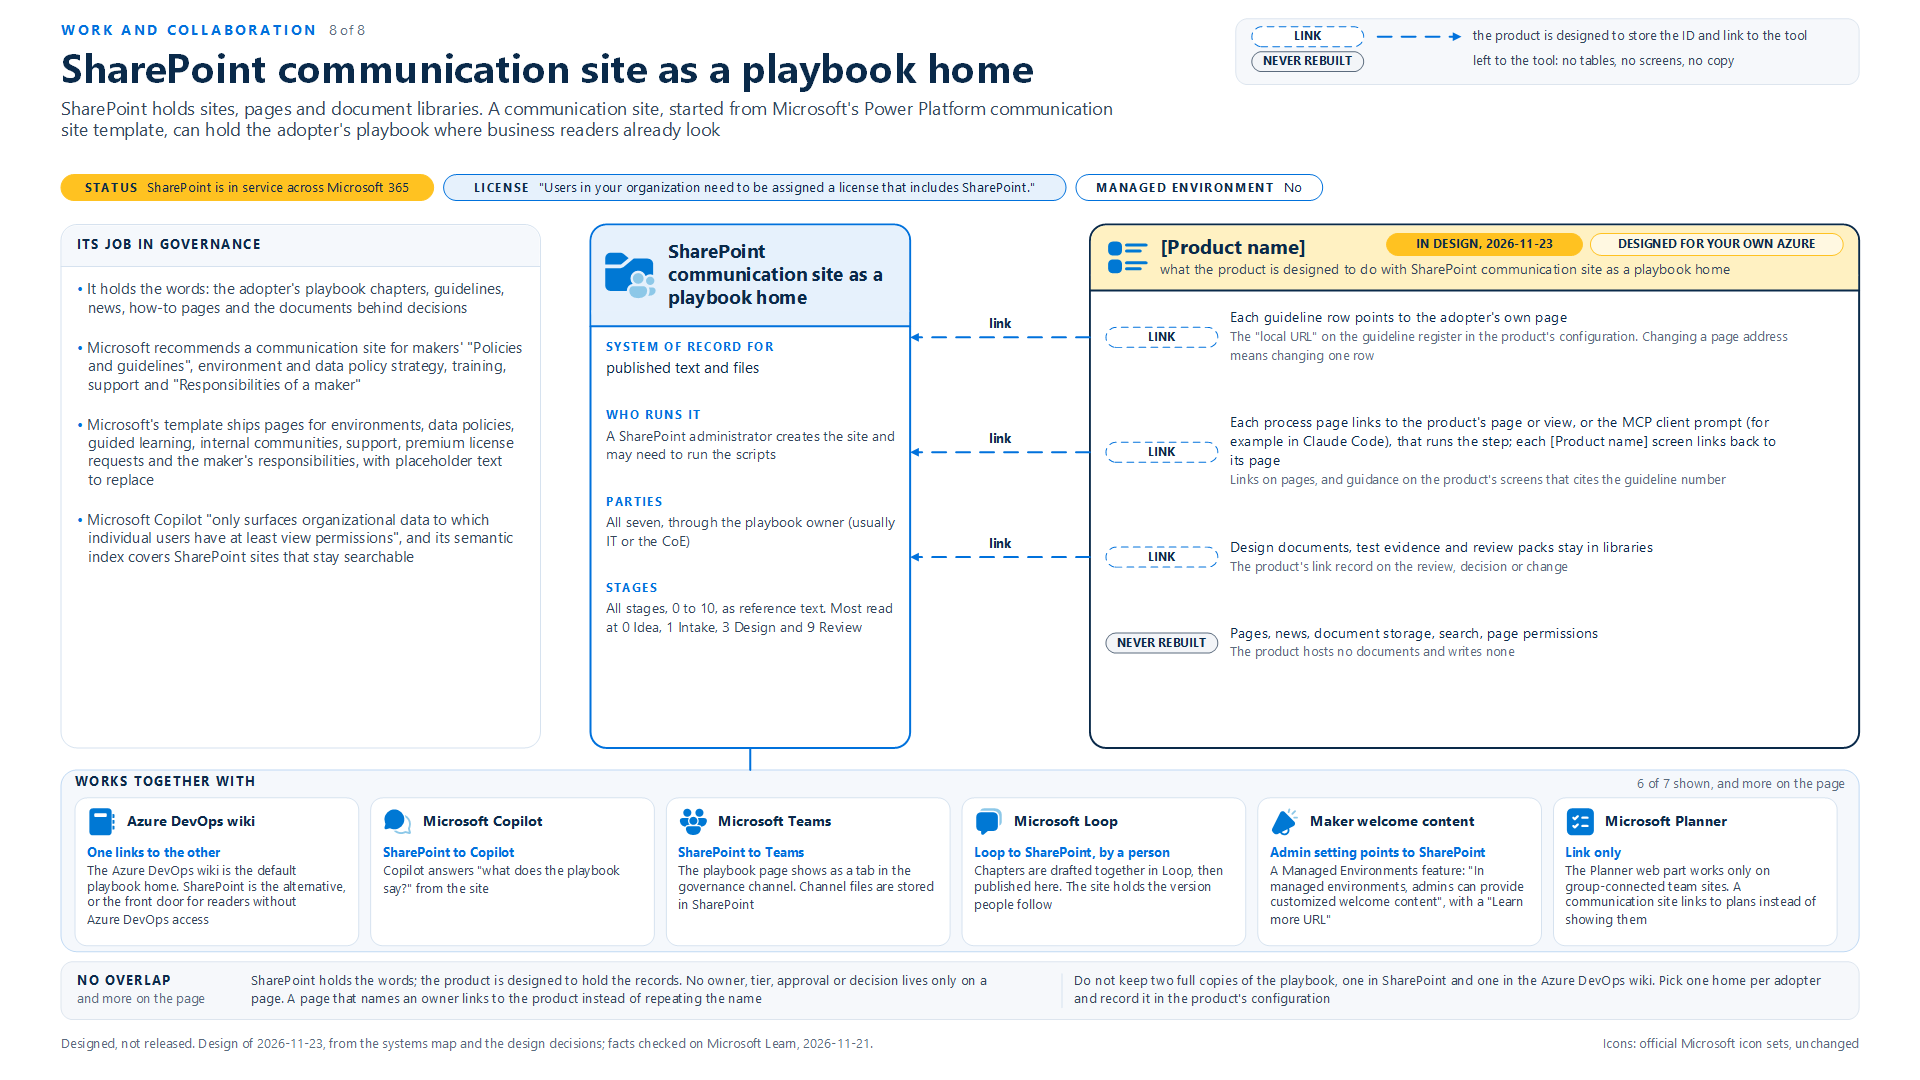 WORK AND COLLABORATION 8 of 8
SharePoint communication site as a playbook home
SharePoint holds sites, pages and document libraries. A communication site, started from Microsoft's Power Platform communication
site template, can hold the adopter's playbook where business readers already look
LINK
the product is designed to store the ID and link to the tool
NEVER REBUILT
left to the tool: no tables, no screens, no copy
STATUS SharePoint is in service across Microsoft 365
LICENSE "Users in your organization need to be assigned a license that includes SharePoint."
MANAGED ENVIRONMENT No
ITS JOB IN GOVERNANCE
• It holds the words: the adopter's playbook chapters, guidelines,
news, how-to pages and the documents behind decisions
• Microsoft recommends a communication site for makers' "Policies
and guidelines", environment and data policy strategy, training,
support and "Responsibilities of a maker"
• Microsoft's template ships pages for environments, data policies,
guided learning, internal communities, support, premium license
requests and the maker's responsibilities, with placeholder text
to replace
• Microsoft Copilot "only surfaces organizational data to which
individual users have at least view permissions", and its semantic
index covers SharePoint sites that stay searchable
SharePoint
communication site as a
playbook home
SYSTEM OF RECORD FOR
published text and files
WHO RUNS IT
A SharePoint administrator creates the site and
may need to run the scripts
PARTIES
All seven, through the playbook owner (usually
IT or the CoE)
STAGES
All stages, 0 to 10, as reference text. Most read
at 0 Idea, 1 Intake, 3 Design and 9 Review
link
link
link
[Product name]
IN DESIGN, 2026-11-23
DESIGNED FOR YOUR OWN AZURE
what the product is designed to do with SharePoint communication site as a playbook home
LINK
Each guideline row points to the adopter's own page
The "local URL" on the guideline register in the product's configuration. Changing a page address
means changing one row
LINK
Each process page links to the product's page or view, or the MCP client prompt (for
example in Claude Code), that runs the step; each [Product name] screen links back to
its page
Links on pages, and guidance on the product's screens that cites the guideline number
LINK
Design documents, test evidence and review packs stay in libraries
The product's link record on the review, decision or change
NEVER REBUILT
Pages, news, document storage, search, page permissions
The product hosts no documents and writes none
WORKS TOGETHER WITH
6 of 7 shown, and more on the page
Azure DevOps wiki
One links to the other
The Azure DevOps wiki is the default
playbook home. SharePoint is the alternative,
or the front door for readers without
Azure DevOps access
Microsoft Copilot
SharePoint to Copilot
Copilot answers "what does the playbook
say?" from the site
Microsoft Teams
SharePoint to Teams
The playbook page shows as a tab in the
governance channel. Channel files are stored
in SharePoint
Microsoft Loop
Loop to SharePoint, by a person
Chapters are drafted together in Loop, then
published here. The site holds the version
people follow
Maker welcome content
Admin setting points to SharePoint
A Managed Environments feature: "In
managed environments, admins can provide
customized welcome content", with a "Learn
more URL"
Microsoft Planner
Link only
The Planner web part works only on
group-connected team sites. A
communication site links to plans instead of
showing them
NO OVERLAP
and more on the page
SharePoint holds the words; the product is designed to hold the records. No owner, tier, approval or decision lives only on a
page. A page that names an owner links to the product instead of repeating the name
Do not keep two full copies of the playbook, one in SharePoint and one in the Azure DevOps wiki. Pick one home per adopter
and record it in the product's configuration
Designed, not released. Design of 2026-11-23, from the systems map and the design decisions; facts checked on Microsoft Learn, 2026-11-21.
Icons: official Microsoft icon sets, unchanged